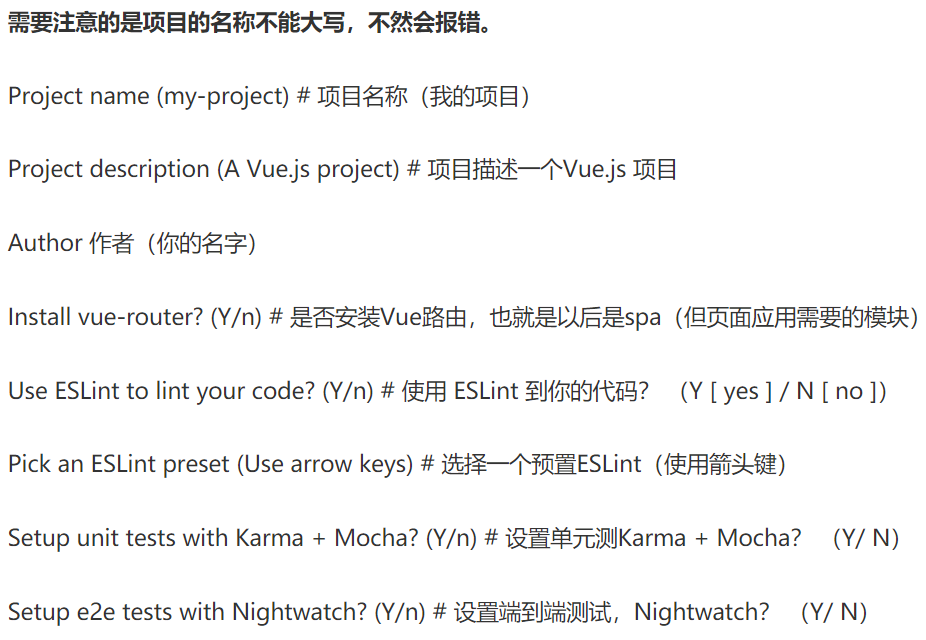 需要注意的是项目的名称不能大写，不然会报错。
Project name (my-project) # 项目名称（我的项目）
Project description (A Vue.js project) # 项目描述一个Vue.js 项目
Author 作者（你的名字）
Install vue-router? (Y/n) # 是否安装Vue路由，也就是以后是spa（但页面应用需要的模块）
Use ESLint to lint your code? (Y/n) # 使用 ESLint 到你的代码？ （Y [ yes ] / N [ no ]）
Pick an ESLint preset (Use arrow keys) # 选择一个预置ESLint（使用箭头键）
Setup unit tests with Karma + Mocha? (Y/n) # 设置单元测Karma + Mocha？ （Y/ N）
Setup e2e tests with Nightwatch? (Y/n) # 设置端到端测试，Nightwatch？ （Y/ N）